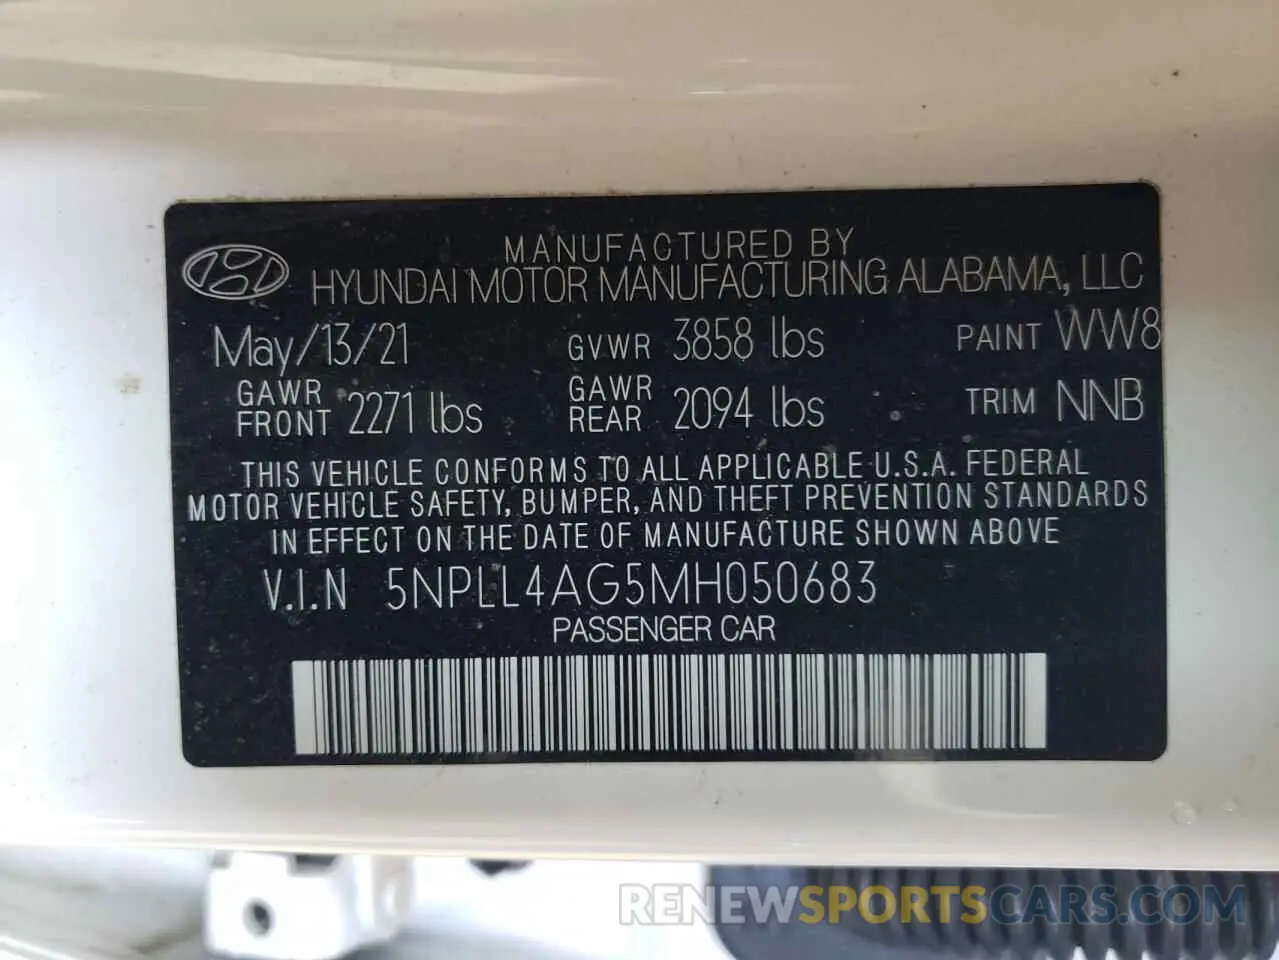 MANUFACTURED BY
HYUNDAI MOTOR MANUFACTURING ALABAMA, LLC
May/13/21 GVWR 3858 lbs PAINT WW8
GAWR FRONT 2271 lbs GAWR REAR 2094 lbs TRIM NNB
THIS VEHICLE CONFORMS TO ALL APPLICABLE U.S.A. FEDERAL
MOTOR VEHICLE SAFETY, BUMPER, AND THEFT PREVENTION STANDARDS
IN EFFECT ON THE DATE OF MANUFACTURE SHOWN ABOVE
V.I.N 5NPLL4AG5MH050683
PASSENGER CAR
RENEWSPORTSCARS.COM